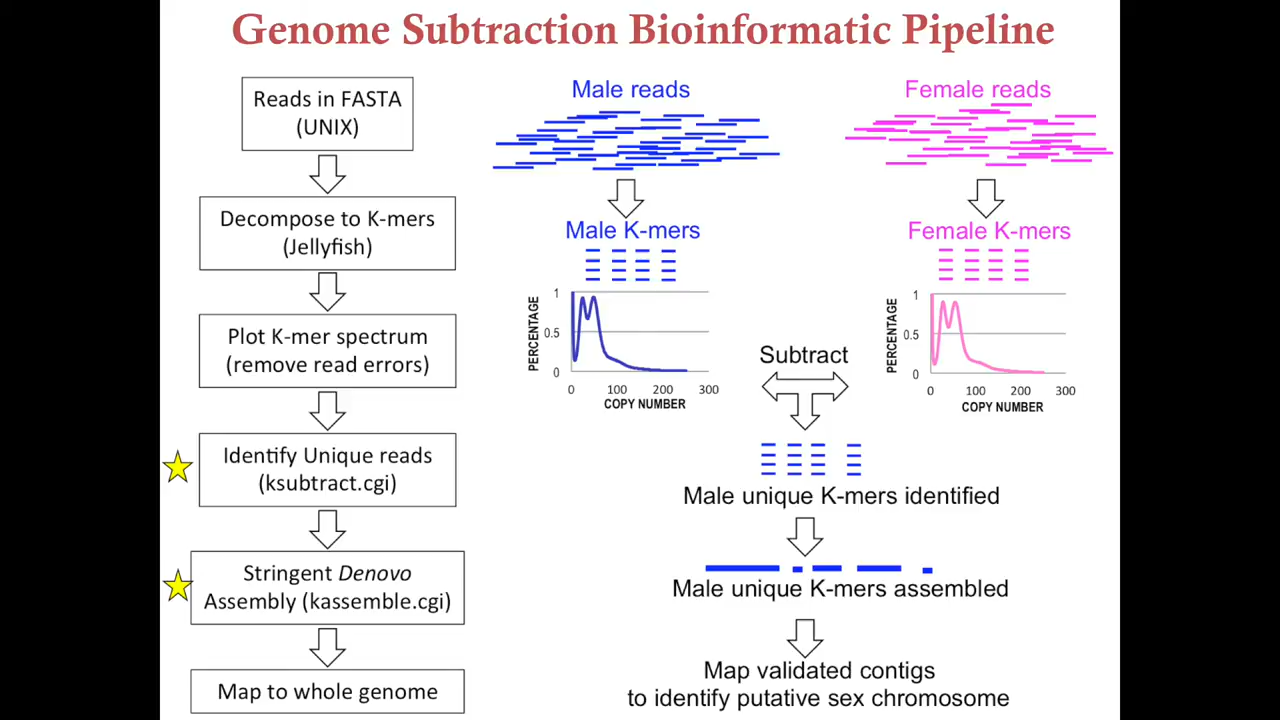 Genome Subtraction Bioinformatic Pipeline
Reads in FASTA
(UNIX)
Decompose to K-mers
(Jellyfish)
Plot K-mer spectrum
(remove read errors)
Identify Unique reads
(ksubtract.cgi)
Stringent Denovo
Assembly (kassemble.cgi)
Map to whole genome
Male reads
Female reads
Male K-mers
Female K-mers
PERCENTAGE
1
0.5
0
0 100 200 300
COPY NUMBER
PERCENTAGE
1
0.5
0
0 100 200 300
COPY NUMBER
Subtract
Male unique K-mers identified
Male unique K-mers assembled
Map validated contigs
to identify putative sex chromosome